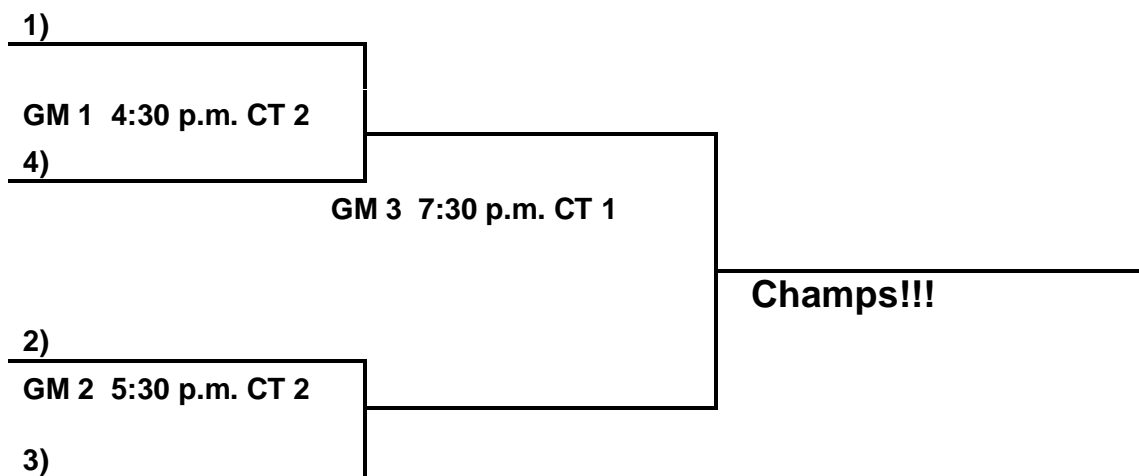 1)
GM 1 4:30 p.m. CT 2
4)
GM 3 7:30 p.m. CT 1
Champs!!!
2)
GM 2 5:30 p.m. CT 2
3)